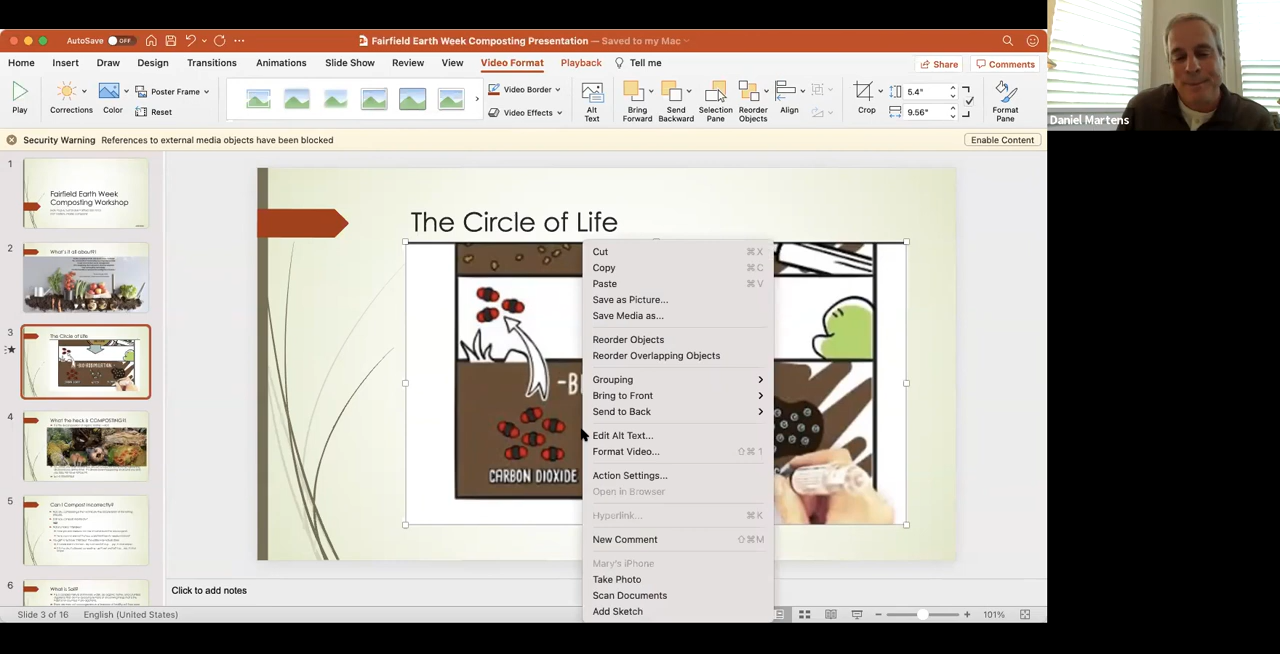 AutoSave OFF
Fairfield Earth Week Composting Presentation — Saved to my Mac
Home Insert Draw Design Transitions Animations Slide Show Review View Video Format Playback Tell me
Share Comments
Play
Corrections
Color
Poster Frame
Reset
Video Border
Video Effects
Alt Text
Bring Forward
Send Backward
Selection Pane
Reorder Objects
Align
Crop
5.4"
9.56"
Format Pane
Daniel Martens
Security Warning References to external media objects have been blocked
Enable Content
1
Fairfield Earth Week
Composting Workshop
2
What's it all about?!
3
The Circle of Life
4
What the Heck is COMPOSTING?!
5
Can I Compost Incorrectly?
6
What is Soil?
The Circle of Life
CARBON DIOXIDE
Cut ⌘X
Copy ⌘C
Paste ⌘V
Save as Picture...
Save Media as...
Reorder Objects
Reorder Overlapping Objects
Grouping
Bring to Front
Send to Back
Edit Alt Text...
Format Video... ⇧⌘1
Action Settings...
Open in Browser
Hyperlink... ⌘K
New Comment ⇧⌘M
Mary's iPhone
Take Photo
Scan Documents
Add Sketch
Click to add notes
Slide 3 of 16 English (United States)
101%